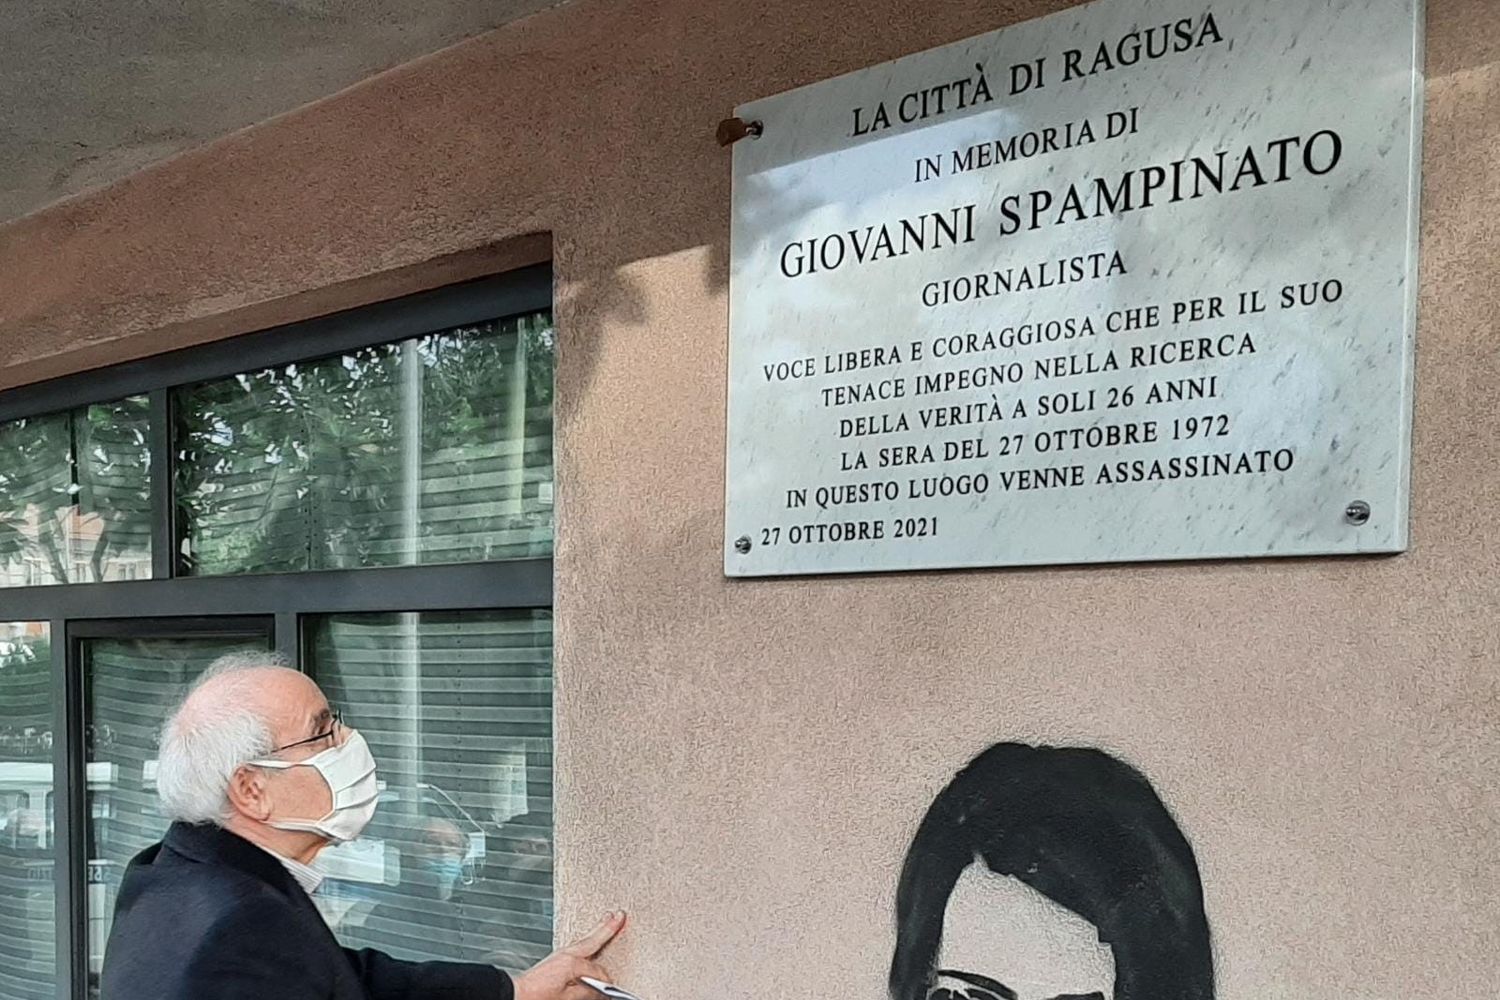 LA CITTÀ DI RAGUSA
IN MEMORIA DI
GIOVANNI SPAMPINATO
GIORNALISTA
VOCE LIBERA E CORAGGIOSA CHE PER IL SUO
TENACE IMPEGNO NELLA RICERCA
DELLA VERITÀ A SOLI 26 ANNI
LA SERA DEL 27 OTTOBRE 1972
IN QUESTO LUOGO VENNE ASSASSINATO
27 OTTOBRE 2021